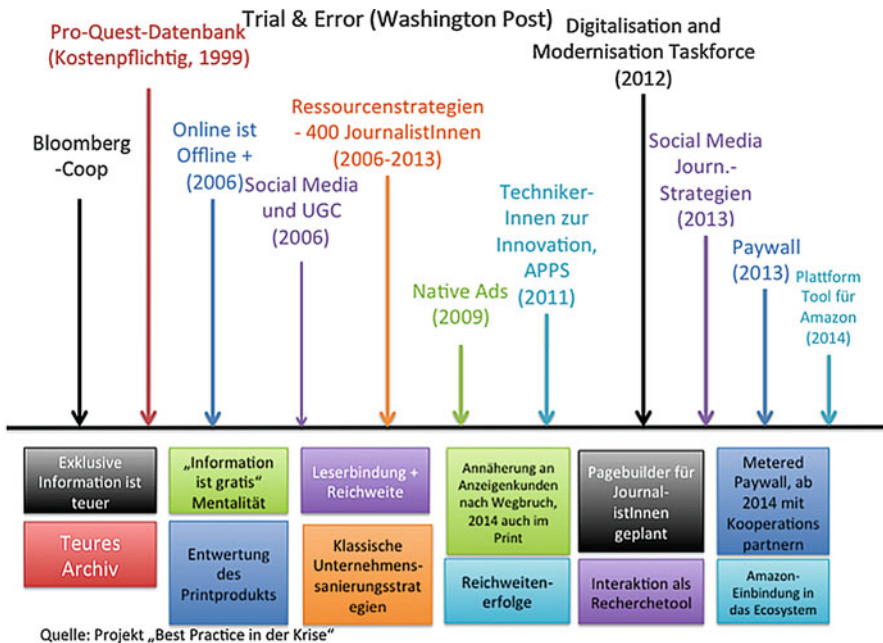 Trial & Error (Washington Post)
Pro-Quest-Datenbank
(Kostenpflichtig, 1999)
Digitalisation and
Modernisation Taskforce
(2012)
Bloomberg
-Coop
Online ist
Offline +
(2006)
Social Media
und UGC
(2006)
Ressourcenstrategien
- 400 JournalistInnen
(2006-2013)
Native Ads
(2009)
Techniker-
Innen zur
Innovation,
APPS
(2011)
Social Media
Journ.-
Strategien
(2013)
Paywall
(2013)
Plattform
Tool für
Amazon
(2014)
Exklusive
Information ist
teuer
„Information
ist gratis“
Mentalität
Leserbindung +
Reichweite
Annäherung an
Anzeigenkunden
nach Wegbruch,
2014 auch im
Print
Pagebuilder für
Journal-
istInnen
geplant
Metered
Paywall, ab
2014 mit
Kooperations
partnern
Teures
Archiv
Entwertung
des
Printprodukts
Klassische
Unternehmens-
sanierungsstrat
egien
Reichweiten-
erfolge
Interaktion als
Recherchetool
Amazon-
Einbindung in
das Ecosystem
Quelle: Projekt „Best Practice in der Krise“